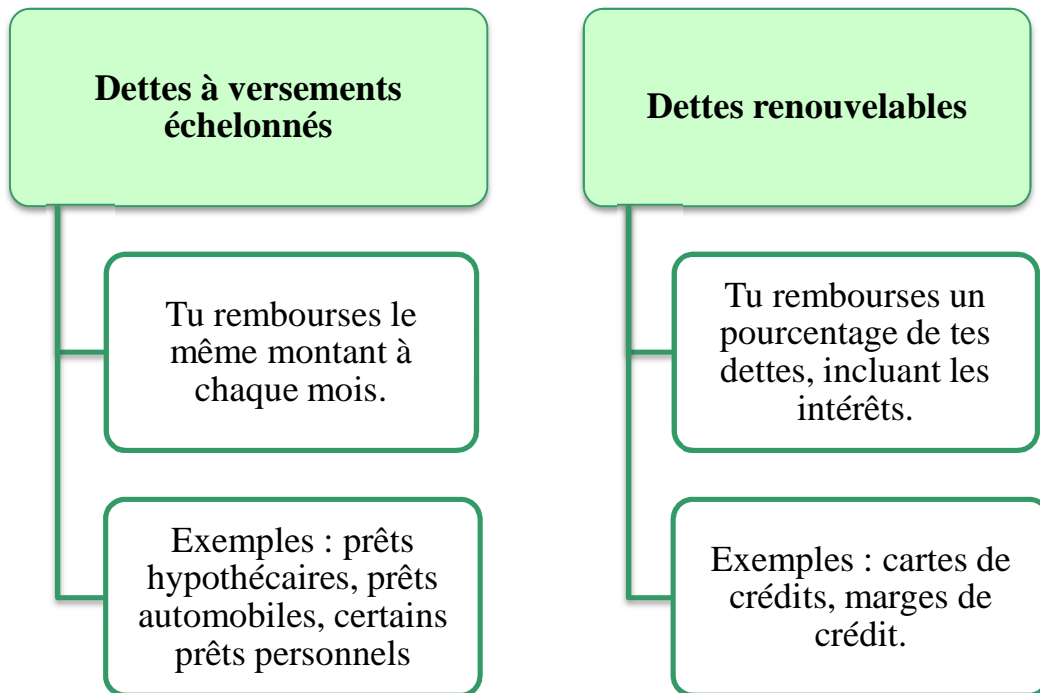 Dettes à versements
échelonnés
Tu rembourses le
même montant à
chaque mois.
Exemples : prêts
hypothécaires, prêts
automobiles, certains
prêts personnels
Dettes renouvelables
Tu rembourses un
pourcentage de tes
dettes, incluant les
intérêts.
Exemples : cartes de
crédits, marges de
crédit.